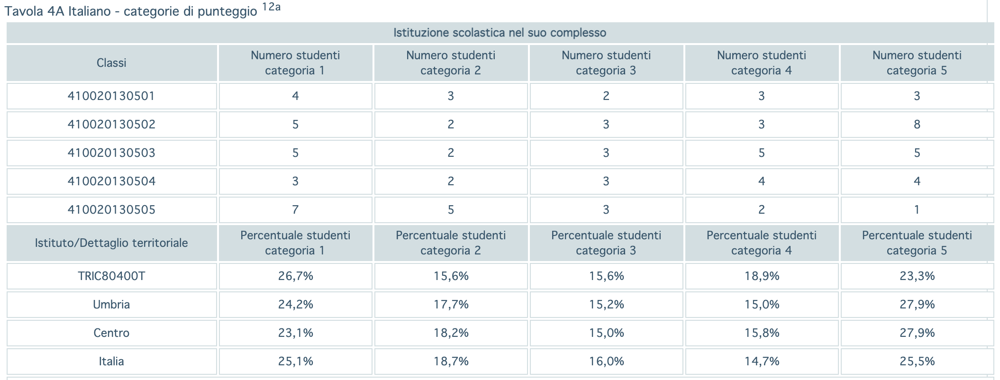 Tavola 4A Italiano - categorie di punteggio 12a
Istituzione scolastica nel suo complesso
Classi Numero studenti categoria 1 Numero studenti categoria 2 Numero studenti categoria 3 Numero studenti categoria 4 Numero studenti categoria 5
410020130501 4 3 2 3 3
410020130502 5 2 3 3 8
410020130503 5 2 3 5 5
410020130504 3 2 3 4 4
410020130505 7 5 3 2 1
Istituto/Dettaglio territoriale Percentuale studenti categoria 1 Percentuale studenti categoria 2 Percentuale studenti categoria 3 Percentuale studenti categoria 4 Percentuale studenti categoria 5
TRIC80400T 26,7% 15,6% 15,6% 18,9% 23,3%
Umbria 24,2% 17,7% 15,2% 15,0% 27,9%
Centro 23,1% 18,2% 15,0% 15,8% 27,9%
Italia 25,1% 18,7% 16,0% 14,7% 25,5%